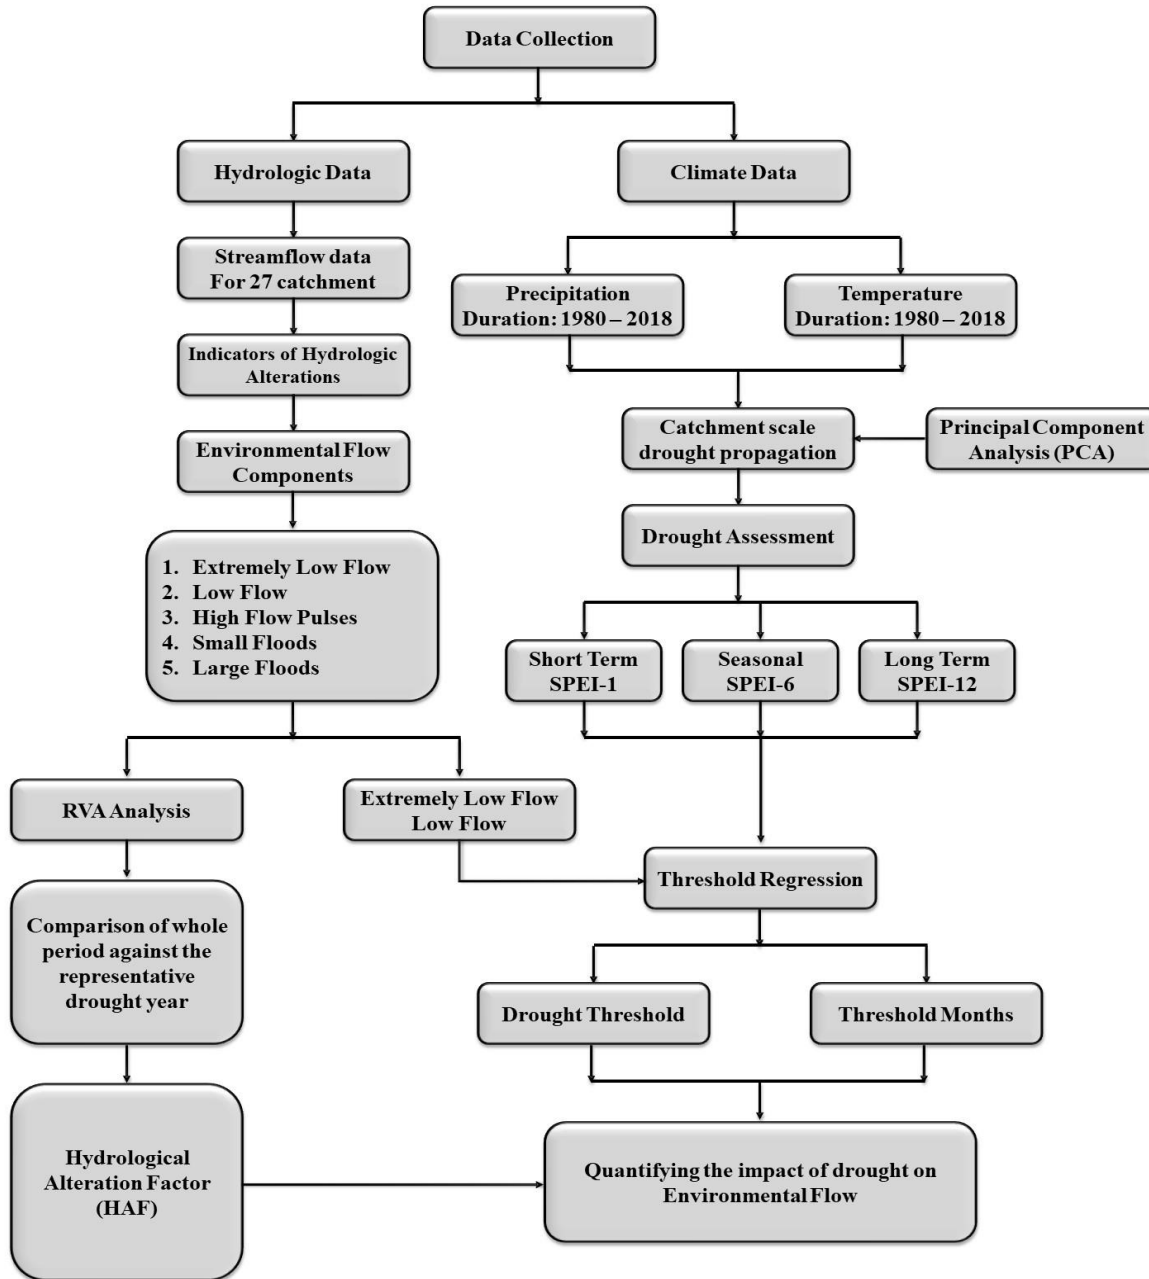 Data Collection
Hydrologic Data
Climate Data
Streamflow data
For 27 catchment
Precipitation
Duration: 1980 – 2018
Temperature
Duration: 1980 – 2018
Indicators of Hydrologic
Alterations
Catchment scale
drought propagation
Principal Component
Analysis (PCA)
Environmental Flow
Components
Drought Assessment
1. Extremely Low Flow
2. Low Flow
3. High Flow Pulses
4. Small Floods
5. Large Floods
Short Term
SPEI-1
Seasonal
SPEI-6
Long Term
SPEI-12
RVA Analysis
Extremely Low Flow
Low Flow
Threshold Regression
Comparison of whole
period against the
representative
drought year
Drought Threshold
Threshold Months
Hydrological
Alteration Factor
(HAF)
Quantifying the impact of drought on
Environmental Flow